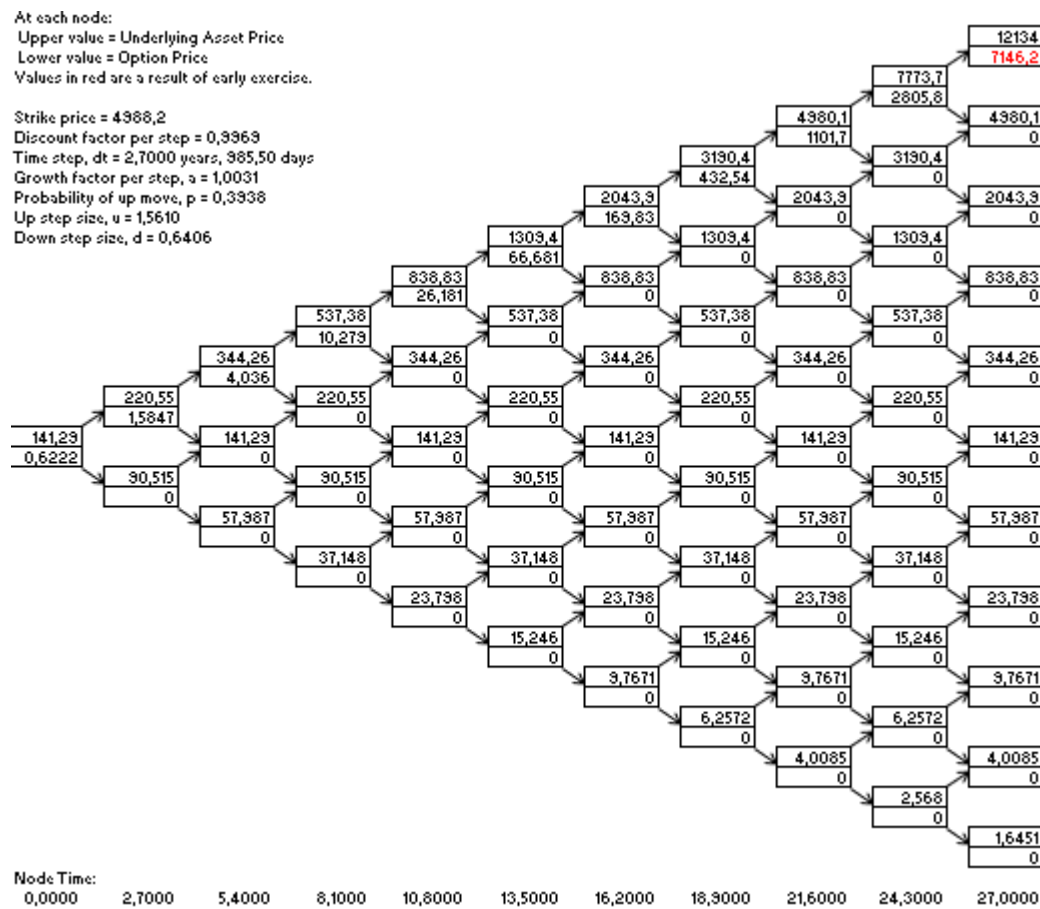 At each node:
Upper value = Underlying Asset Price
Lower value = Option Price
Values in red are a result of early exercise.
Strike price = 4988,2
Discount factor per step = 0,9969
Time step, dt = 2,7000 years, 985,50 days
Growth factor per step, a = 1,0031
Probability of up move, p = 0,3938
Up step size, u = 1,5610
Down step size, d = 0,6406
12134
7146,2
7773,7
2805,8
4980,1 4980,1
1101,7 0
3190,4 3190,4
432,54 0
2043,9 2043,9 2043,9
169,83 0 0
1309,4 1309,4 1309,4
66,681 0 0
838,83 838,83 838,83 838,83
26,181 0 0 0
537,38 537,38 537,38 537,38
10,279 0 0 0
344,26 344,26 344,26 344,26 344,26
4,036 0 0 0 0
220,55 220,55 220,55 220,55 220,55
1,5847 0 0 0 0
141,29 141,29 141,29 141,29 141,29 141,29
0,6222 0 0 0 0 0
90,515 90,515 90,515 90,515 90,515
0 0 0 0 0
57,987 57,987 57,987 57,987 57,987
0 0 0 0 0
37,148 37,148 37,148 37,148
0 0 0 0
23,798 23,798 23,798 23,798
0 0 0 0
15,246 15,246 15,246
0 0 0
9,7671 9,7671 9,7671
0 0 0
6,2572 6,2572
0 0
4,0085 4,0085
0 0
2,568
0
1,6451
0
Node Time:
0,0000 2,7000 5,4000 8,1000 10,8000 13,5000 16,2000 18,9000 21,6000 24,3000 27,0000